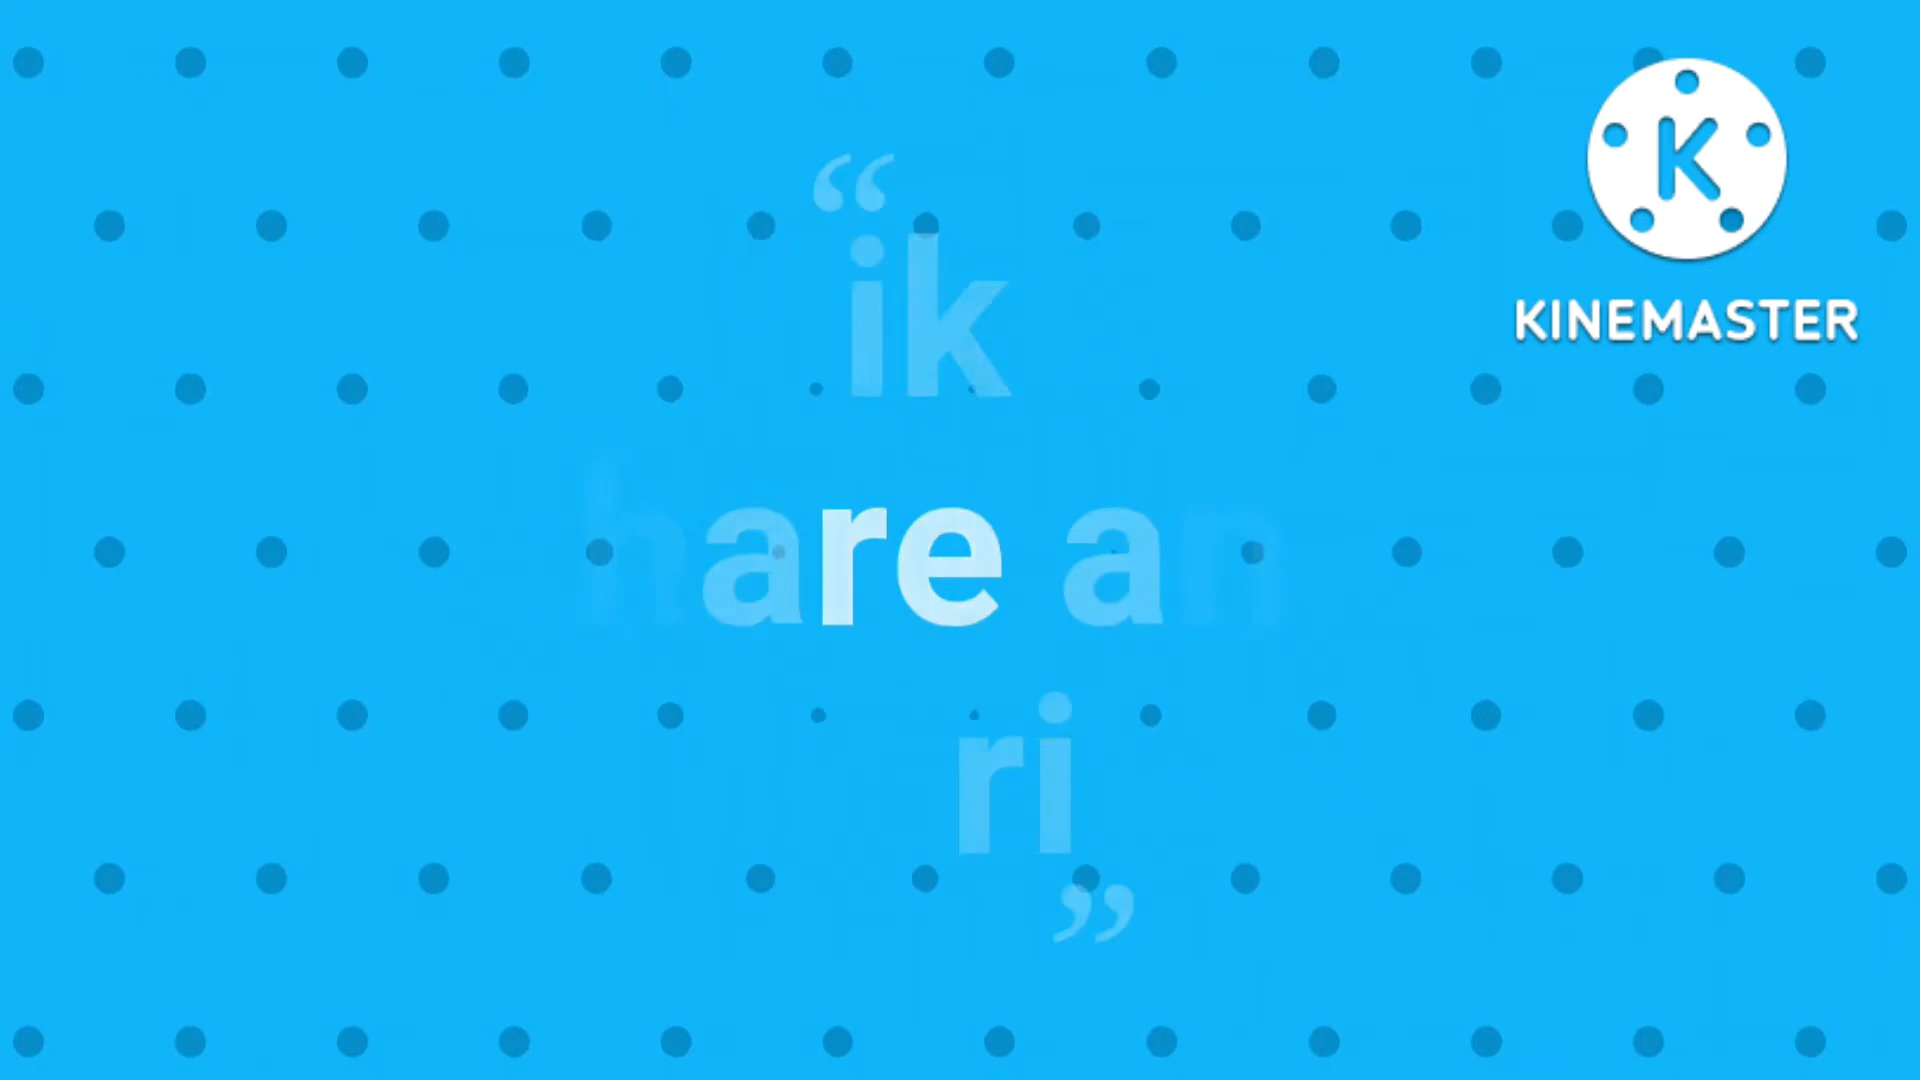 “
ik
hare an
ri
”
K
KINEMASTER